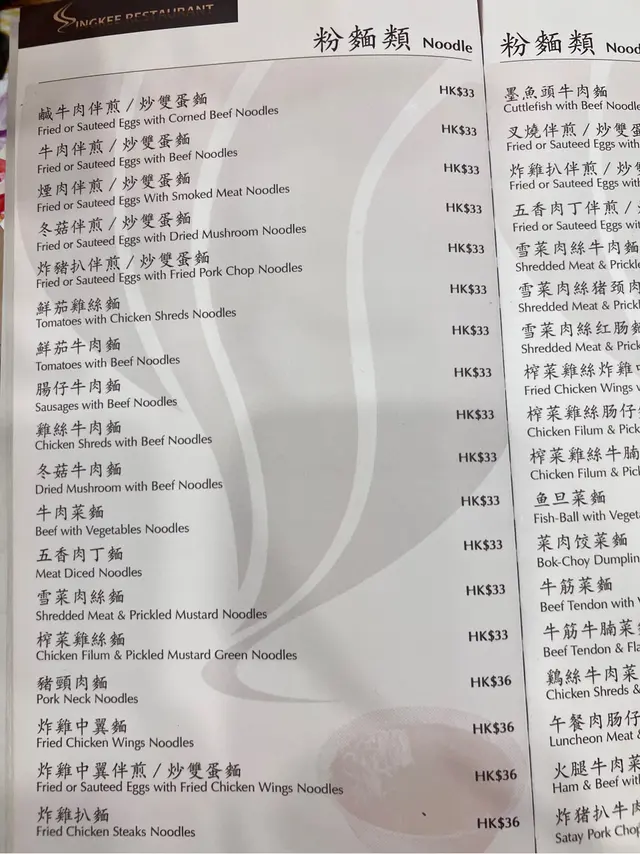 SINGKEE RESTAURANT
粉麵類 Noodle
鹹牛肉伴煎/炒雙蛋麵 HK$33
Fried or Sauteed Eggs with Corned Beef Noodles
牛肉伴煎/炒雙蛋麵 HK$33
Fried or Sauteed Eggs with Beef Noodles
煙肉伴煎/炒雙蛋麵 HK$33
Fried or Sauteed Eggs With Smoked Meat Noodles
冬菇伴煎/炒雙蛋麵 HK$33
Fried or Sauteed Eggs with Dried Mushroom Noodles
炸豬扒伴煎/炒雙蛋麵 HK$33
Fried or Sauteed Eggs with Fried Pork Chop Noodles
鮮茄雞絲麵 HK$33
Tomatoes with Chicken Shreds Noodles
鮮茄牛肉麵 HK$33
Tomatoes with Beef Noodles
腸仔牛肉麵 HK$33
Sausages with Beef Noodles
雞絲牛肉麵 HK$33
Chicken Shreds with Beef Noodles
冬菇牛肉麵 HK$33
Dried Mushroom with Beef Noodles
牛肉菜麵 HK$33
Beef with Vegetables Noodles
五香肉丁麵 HK$33
Meat Diced Noodles
雪菜肉絲麵 HK$33
Shredded Meat & Prickled Mustard Noodles
榨菜雞絲麵 HK$33
Chicken Filum & Pickled Mustard Green Noodles
豬頸肉麵 HK$36
Pork Neck Noodles
炸雞中翼麵 HK$36
Fried Chicken Wings Noodles
炸雞中翼伴煎/炒雙蛋麵 HK$36
Fried or Sauteed Eggs with Fried Chicken Wings Noodles
炸雞扒麵 HK$36
Fried Chicken Steaks Noodles
粉麵類 Nood
墨魚頭牛肉麵
Cuttlefish with Beef Noodle
叉燒伴煎/炒雙蛋
Fried or Sauteed Eggs with
炸雞扒伴煎/炒雙
Fried or Sauteed Eggs with
五香肉丁伴煎/
Fried or Sauteed Eggs wit
雪菜肉絲牛肉麵
Shredded Meat & Prickle
雪菜肉絲猪颈肉
Shredded Meat & Prickl
雪菜肉絲红肠麵
Shredded Meat & Prick
榨菜雞絲炸雞中
Fried Chicken Wings
榨菜雞絲肠仔
Chicken Filum & Pick
榨菜雞絲牛腩
Chicken Filum & Pick
鱼旦菜麵
Fish-Ball with Veget
菜肉饺菜麵
Bok-Choy Dumplin
牛筋菜麵
Beef Tendon with
牛筋牛腩菜
Beef Tendon & Fla
鷄絲牛肉菜
Chicken Shreds &
午餐肉肠仔
Luncheon Meat
火腿牛肉菜
Ham & Beef with
炸猪扒牛肉
Satay Pork Chop